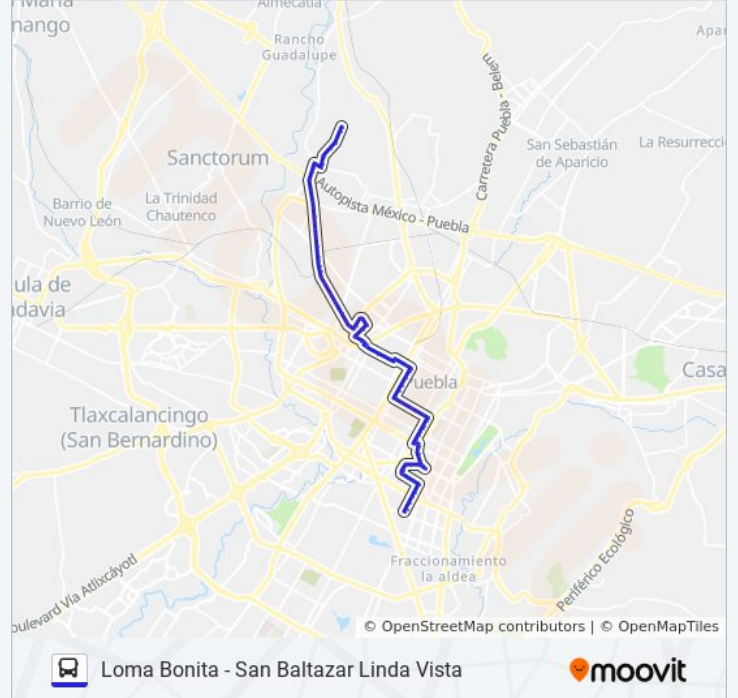 Maria
nango
Almecatla
Rancho
Guadalupe
Apa
Carretera Puebla - Belem
San Sebastián
de Aparicio
La Resurrecci
Sanctorum
Autopista México - Puebla
Barrio de
Nuevo León
La Trinidad
Chautenco
ula de
davia
Puebla
Casa
Tlaxcalancingo
(San Bernardino)
Fraccionamiento
la aldea
Periférico Ecológico
oulevard Vía Atlixcáyotl
© OpenStreetMap contributors | © OpenMapTiles
Loma Bonita - San Baltazar Linda Vista
moovit